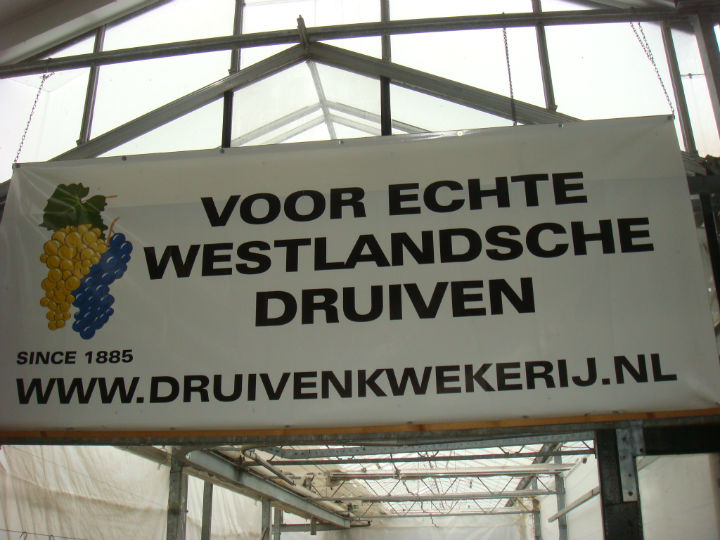 VOOR ECHTE
WESTLANDSCHE
DRUIVEN
SINCE 1885
WWW.DRUIVENKWEKERIJ.NL